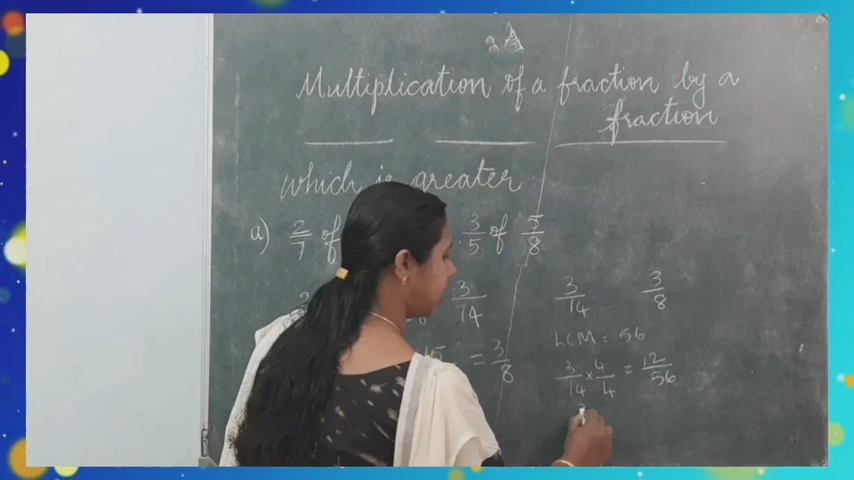 Multiplication of a fraction by a
fraction
which is greater
a) 2/7 of 3/5 of 5/8
3/14
15 = 3/8
3/14 3/8
LCM = 56
3/14 × 4/4 = 12/56